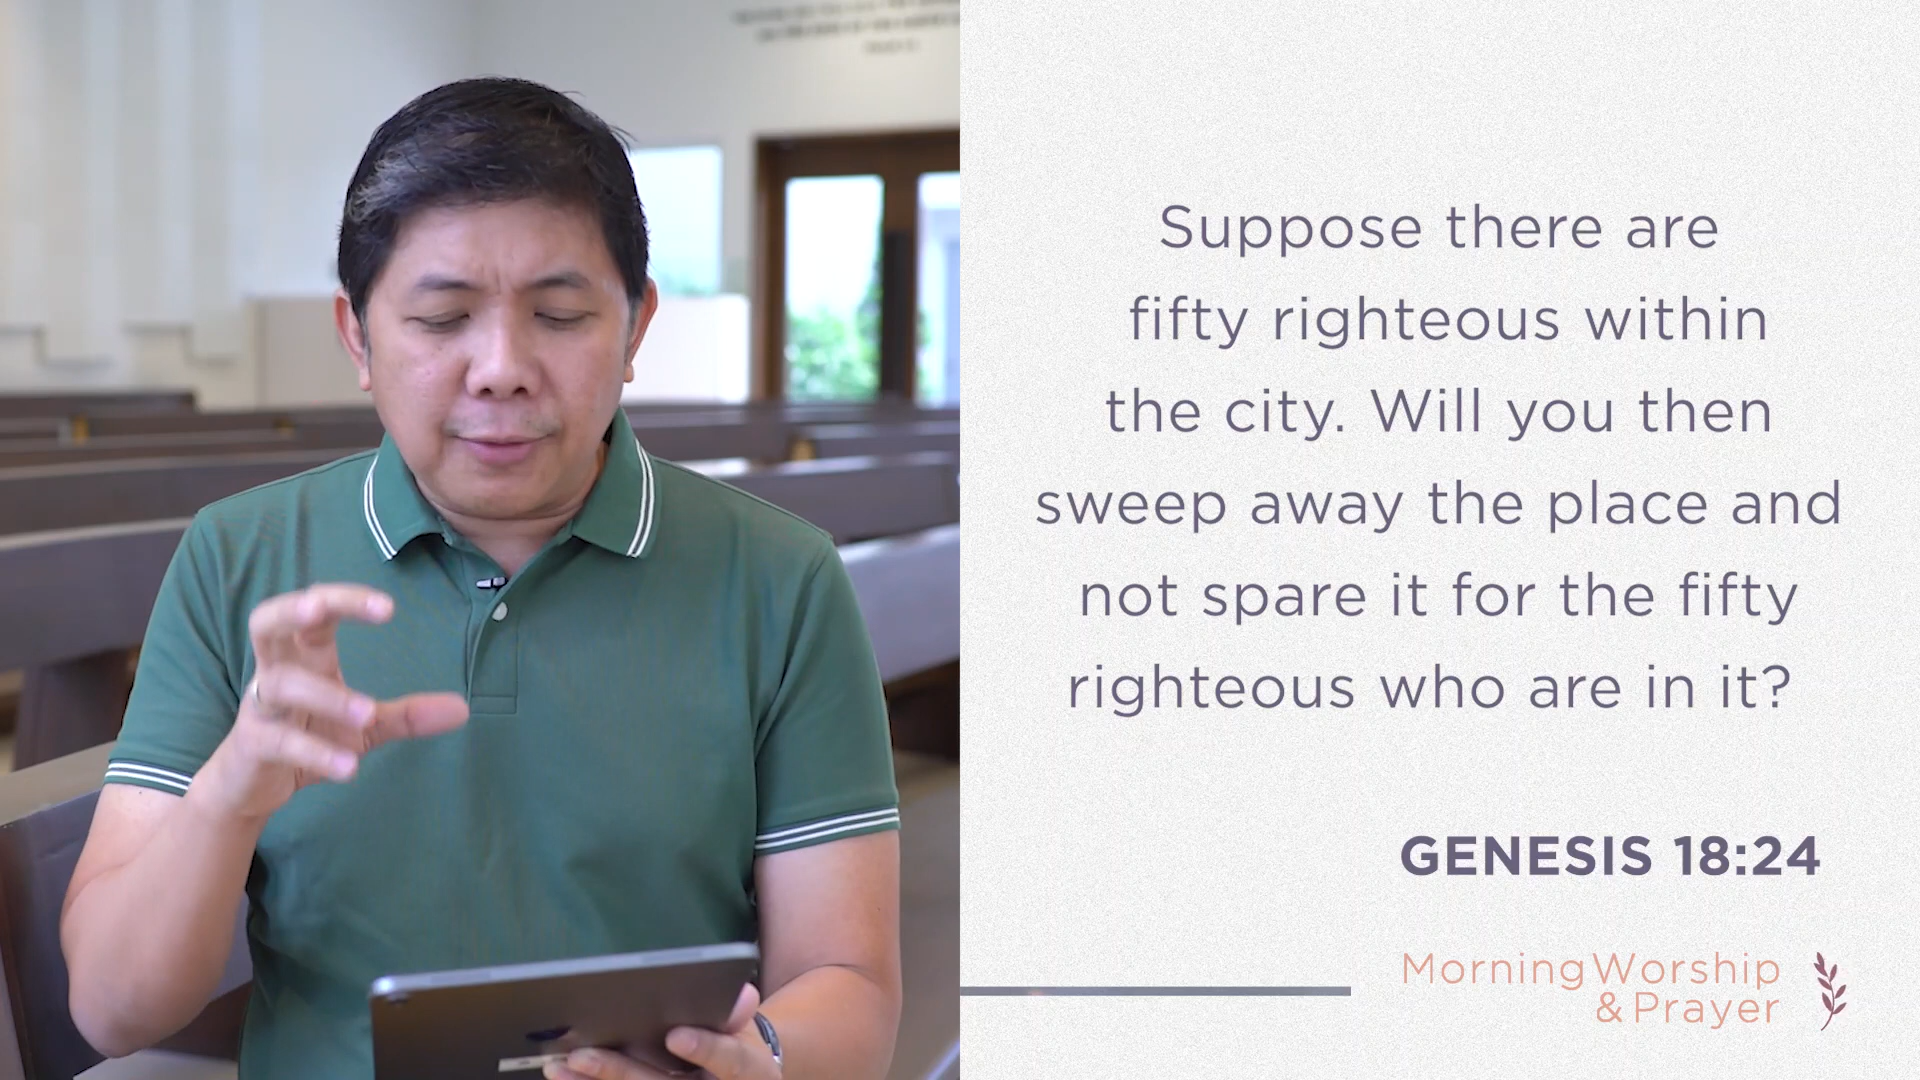 Suppose there are
fifty righteous within
the city. Will you then
sweep away the place and
not spare it for the fifty
righteous who are in it?
GENESIS 18:24
Morning Worship
& Prayer